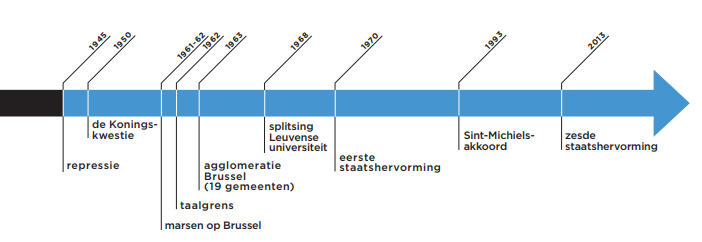 1945
1950
1961-62
1962
1963
1968
1970
1993
2013
de Konings-
kwestie
repressie
splitsing
Leuvense
universiteit
agglomeratie
Brussel
(19 gemeenten)
taalgrens
marsen op Brussel
eerste
staatshervorming
Sint-Michiels-
akkoord
zesde
staatshervorming